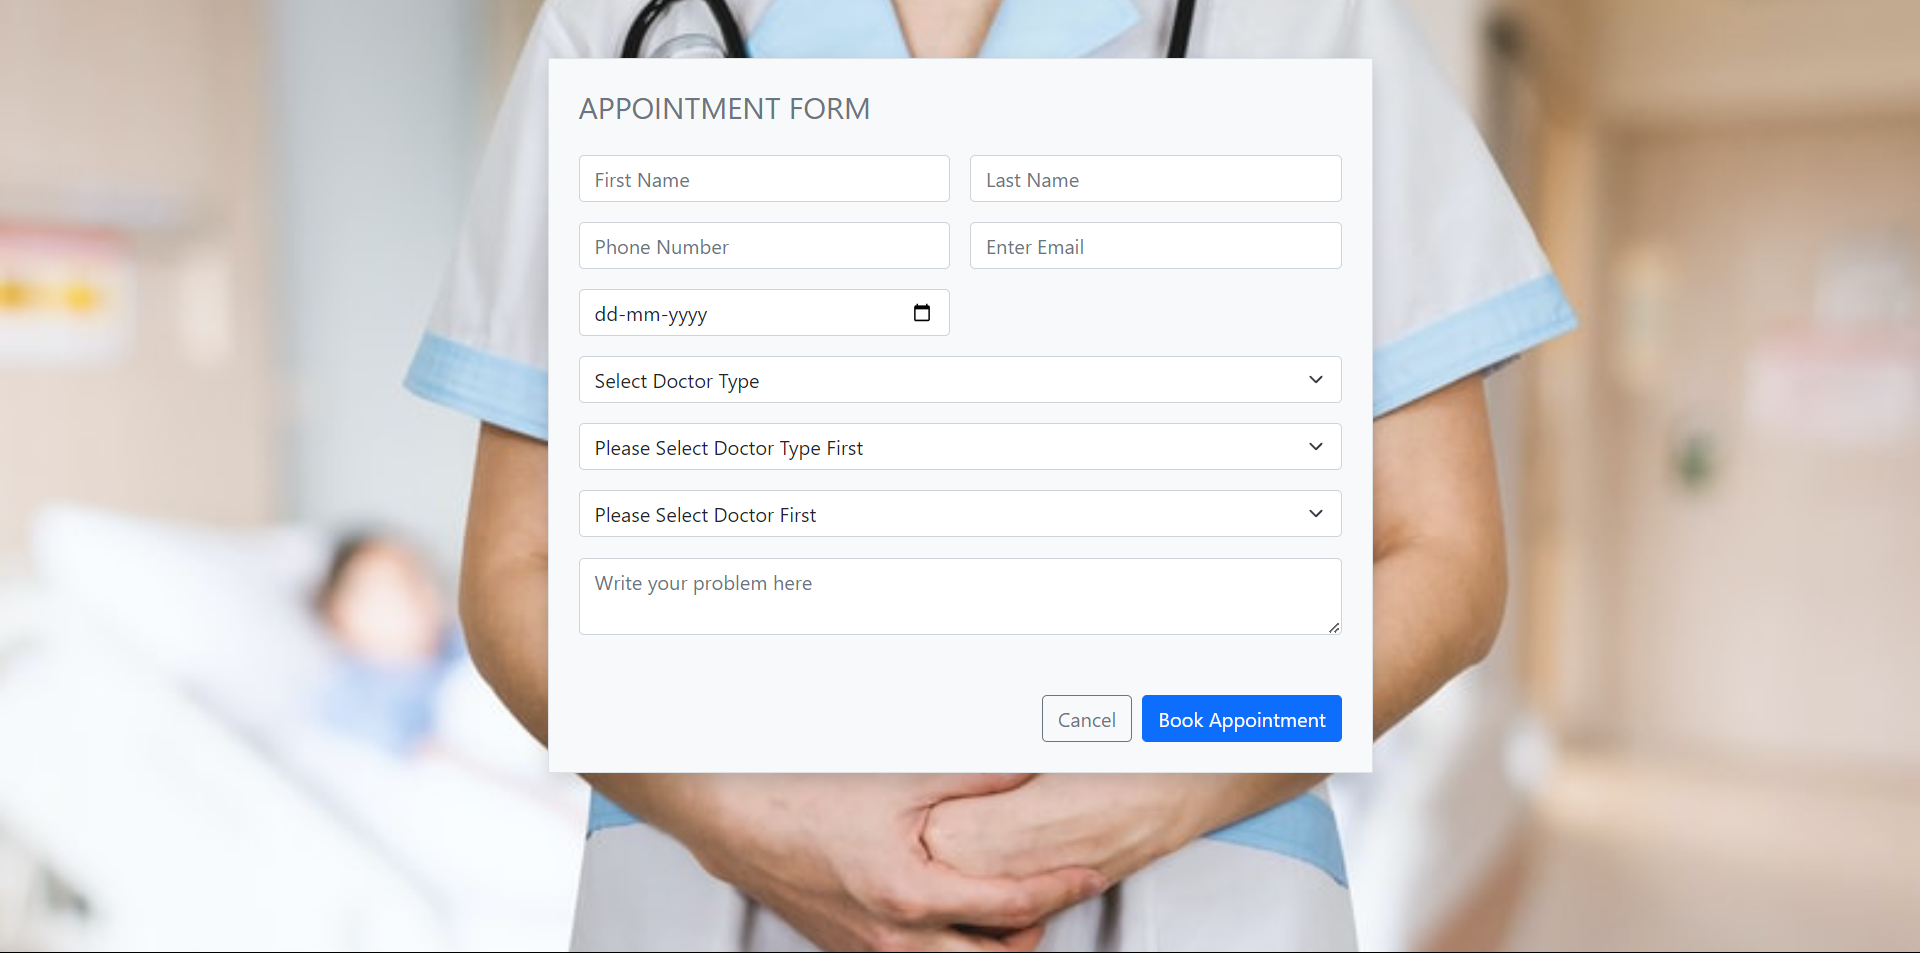 APPOINTMENT FORM
First Name
Last Name
Phone Number
Enter Email
dd-mm-yyyy
Select Doctor Type
Please Select Doctor Type First
Please Select Doctor First
Write your problem here
Cancel
Book Appointment